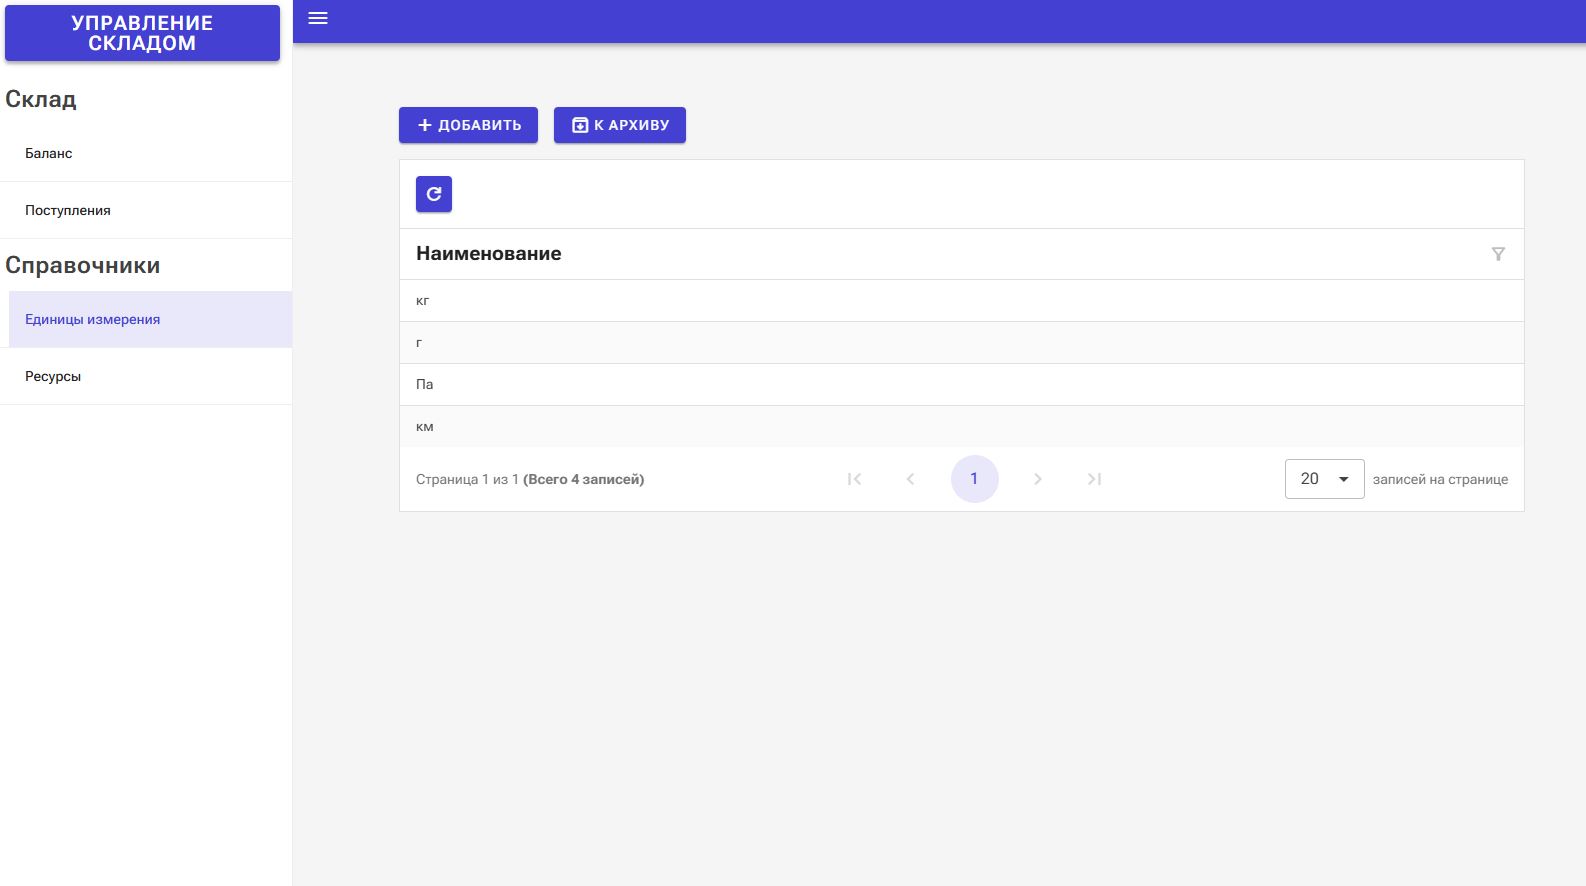 УПРАВЛЕНИЕ
СКЛАДОМ
Склад
Баланс
Поступления
Справочники
Единицы измерения
Ресурсы
ДОБАВИТЬ
К АРХИВУ
Наименование
кг
г
Па
км
Страница 1 из 1 (Всего 4 записей)
1
20
записей на странице